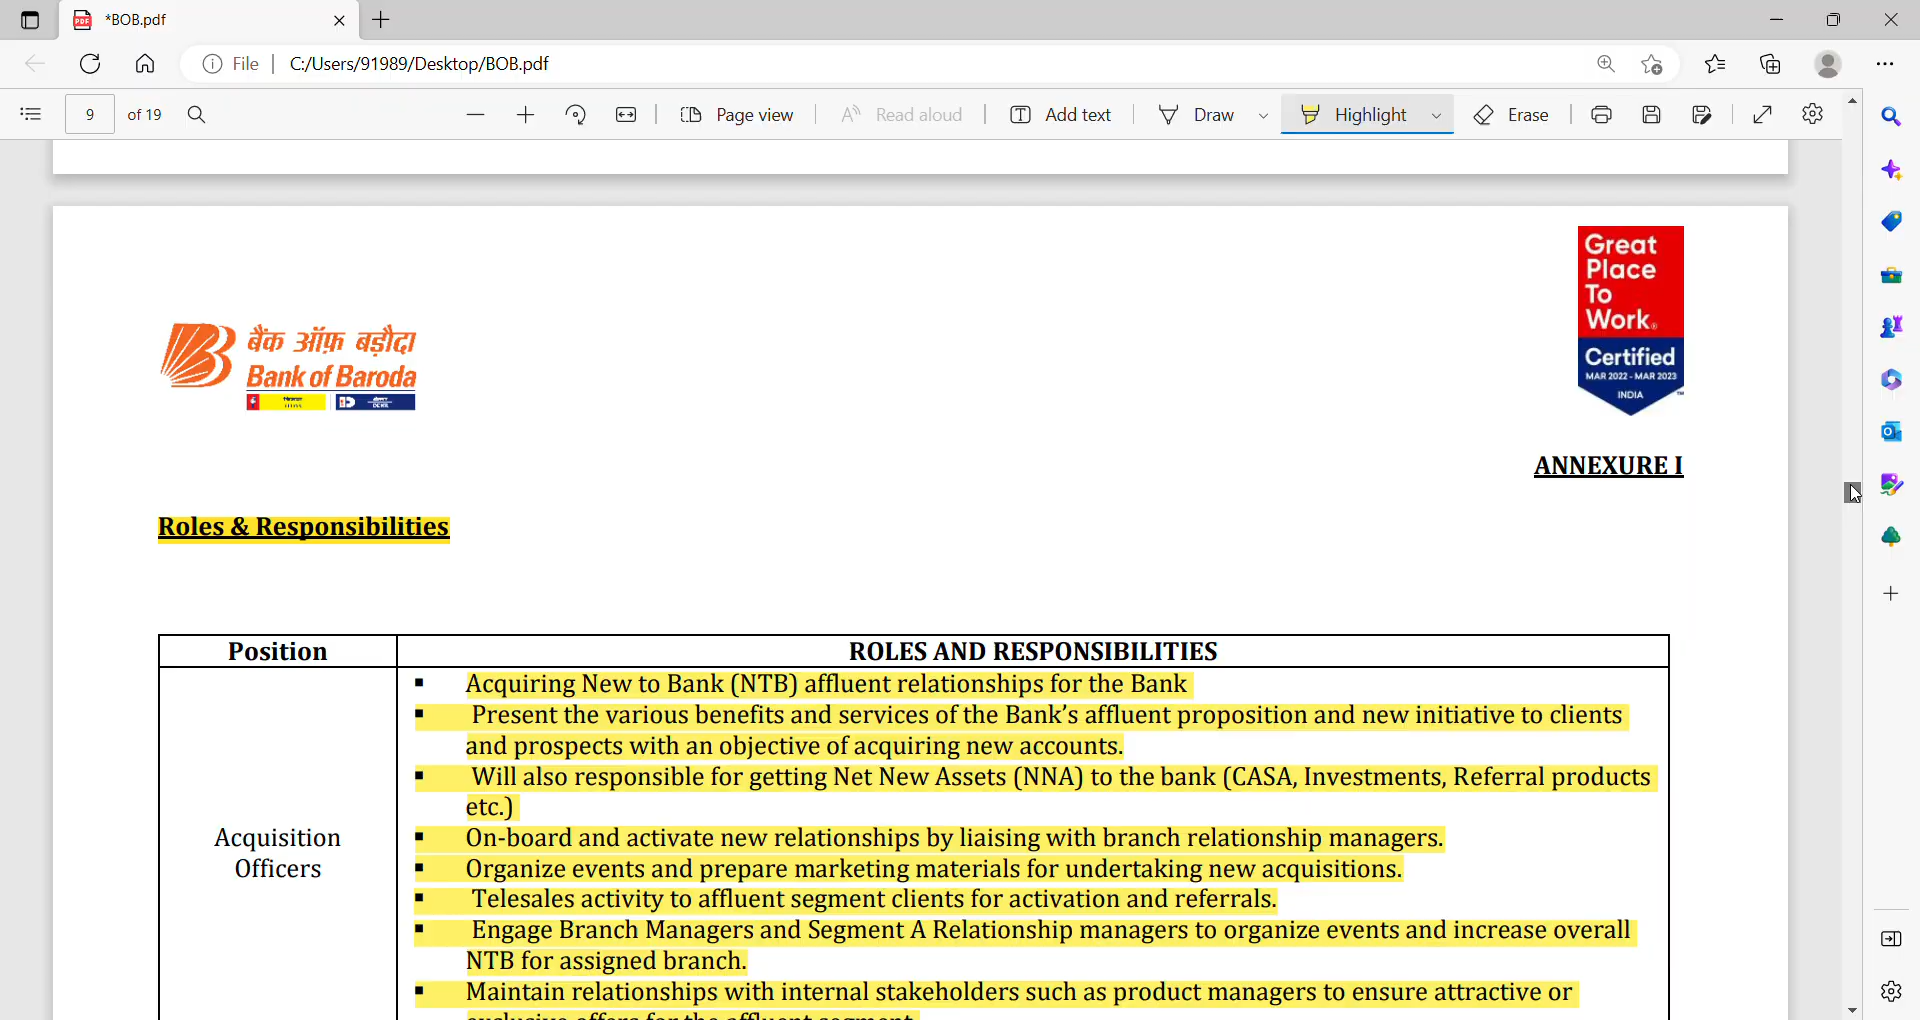 *BOB.pdf
File | C:/Users/91989/Desktop/BOB.pdf
9 of 19 Page view Read aloud Add text Draw Highlight Erase
Great
Place
To
Work®
Certified
MAR 2022 - MAR 2023
INDIA
बैंक ऑफ़ बड़ौदा
Bank of Baroda
ANNEXURE I
Roles & Responsibilities
Position ROLES AND RESPONSIBILITIES
Acquisition
Officers
▪ Acquiring New to Bank (NTB) affluent relationships for the Bank
▪ Present the various benefits and services of the Bank’s affluent proposition and new initiative to clients
and prospects with an objective of acquiring new accounts.
▪ Will also responsible for getting Net New Assets (NNA) to the bank (CASA, Investments, Referral products
etc.)
▪ On-board and activate new relationships by liaising with branch relationship managers.
▪ Organize events and prepare marketing materials for undertaking new acquisitions.
▪ Telesales activity to affluent segment clients for activation and referrals.
▪ Engage Branch Managers and Segment A Relationship managers to organize events and increase overall
NTB for assigned branch.
▪ Maintain relationships with internal stakeholders such as product managers to ensure attractive or
exclusive offers for the affluent segment.